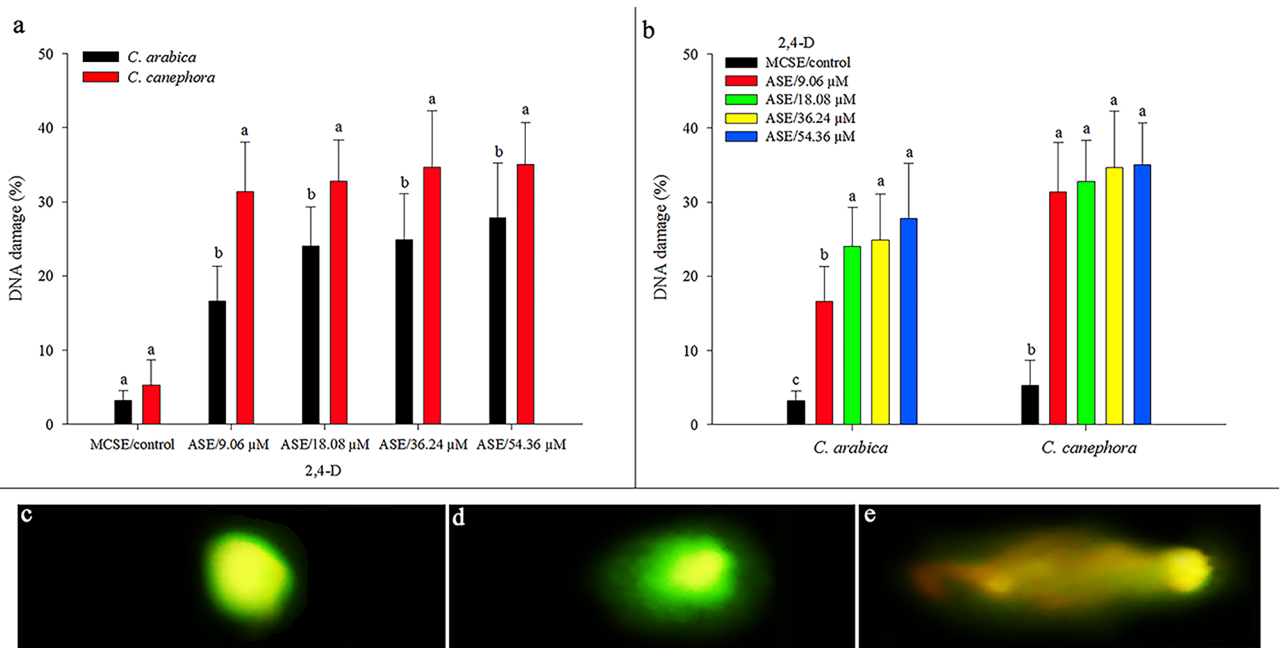 a
50
40
30
20
10
0
DNA damage (%)
C. arabica
C. canephora
a
a
b
a
b
a
b
a
b
a
MCSE/control
ASE/9.06 µM
ASE/18.08 µM
ASE/36.24 µM
ASE/54.36 µM
2,4-D
b
50
40
30
20
10
0
DNA damage (%)
2,4-D
MCSE/control
ASE/9.06 µM
ASE/18.08 µM
ASE/36.24 µM
ASE/54.36 µM
c
b
a
a
a
b
a
a
a
a
C. arabica
C. canephora
c
d
e